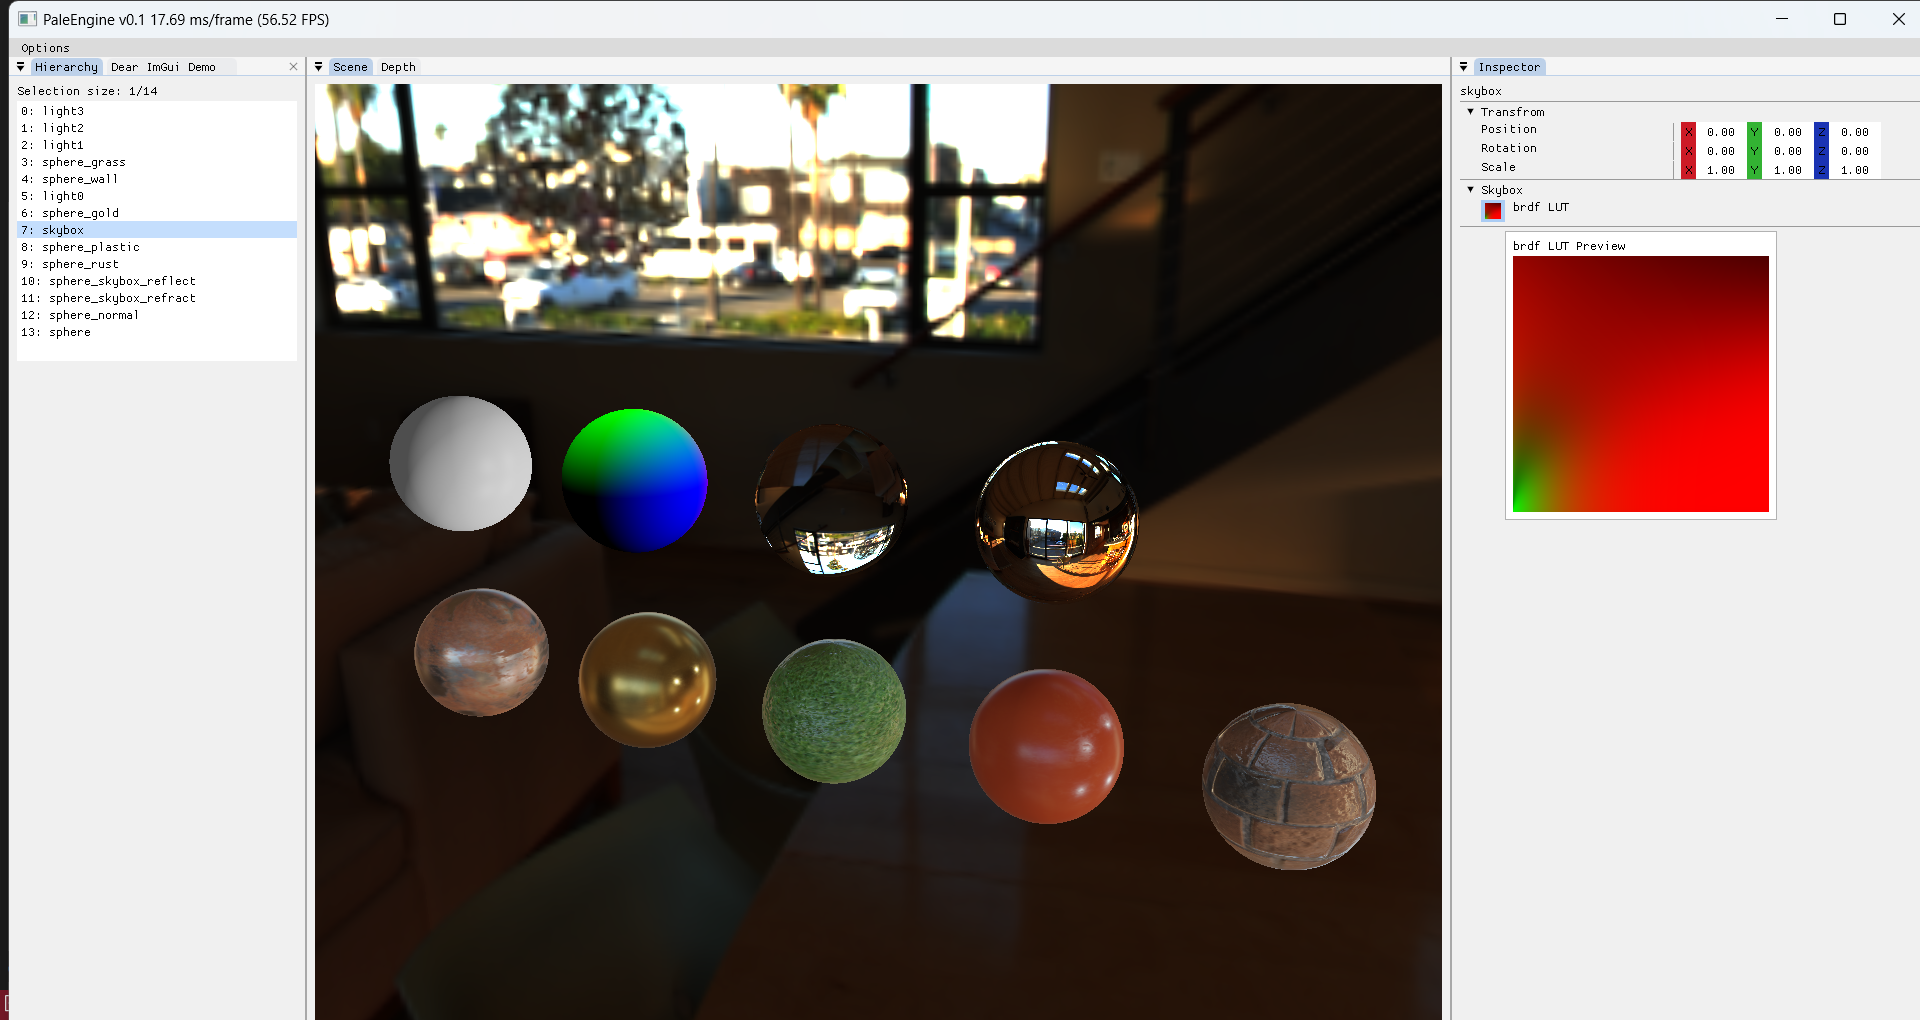 PaleEngine v0.1 17.69 ms/frame (56.52 FPS)
Options
Hierarchy Dear ImGui Demo
Selection size: 1/14
0: light3
1: light2
2: light1
3: sphere_grass
4: sphere_wall
5: light0
6: sphere_gold
7: skybox
8: sphere_plastic
9: sphere_rust
10: sphere_skybox_reflect
11: sphere_skybox_refract
12: sphere_normal
13: sphere
Scene Depth
Inspector
skybox
Transfrom
Position X 0.00 Y 0.00 Z 0.00
Rotation X 0.00 Y 0.00 Z 0.00
Scale X 1.00 Y 1.00 Z 1.00
Skybox
brdf LUT
brdf LUT Preview